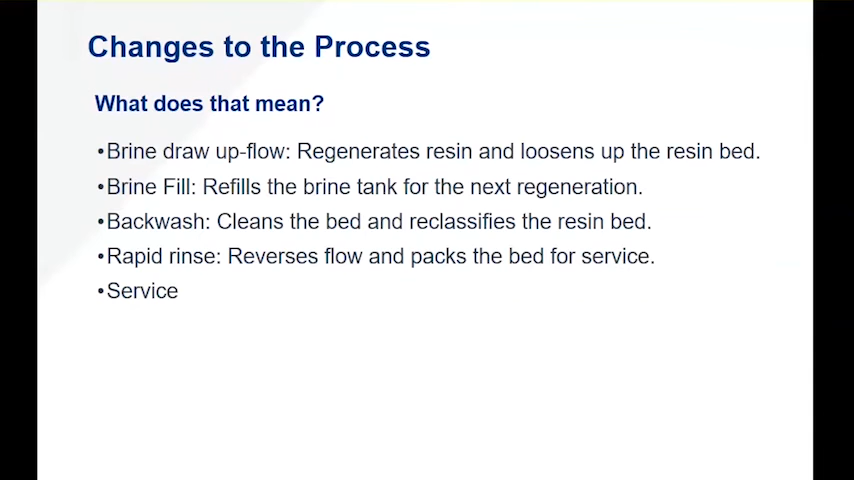 Changes to the Process
What does that mean?
•Brine draw up-flow: Regenerates resin and loosens up the resin bed.
•Brine Fill: Refills the brine tank for the next regeneration.
•Backwash: Cleans the bed and reclassifies the resin bed.
•Rapid rinse: Reverses flow and packs the bed for service.
•Service